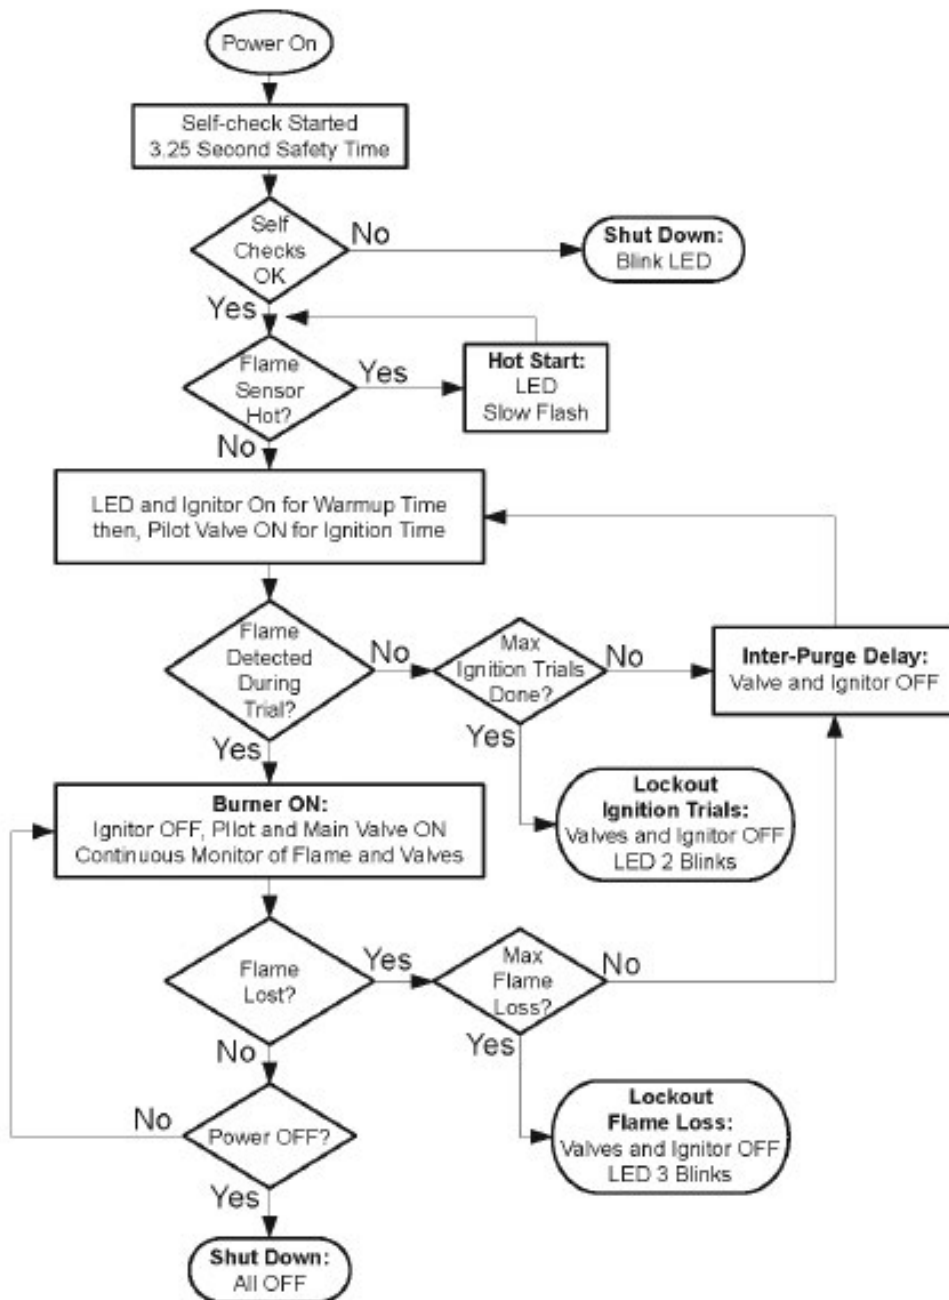 Power On
Self-check Started
3.25 Second Safety Time
Self
Checks
OK
No
Shut Down:
Blink LED
Yes
Flame
Sensor
Hot?
Yes
Hot Start:
LED
Slow Flash
No
LED and Ignitor On for Warmup Time
then, Pilot Valve ON for Ignition Time
Flame
Detected
During
Trial?
No
Max
Ignition Trials
Done?
No
Inter-Purge Delay:
Valve and Ignitor OFF
Yes
Yes
Lockout
Ignition Trials:
Valves and Ignitor OFF
LED 2 Blinks
Burner ON:
Ignitor OFF, Pilot and Main Valve ON
Continuous Monitor of Flame and Valves
Flame
Lost?
Yes
Max
Flame
Loss?
No
No
Yes
Lockout
Flame Loss:
Valves and Ignitor OFF
LED 3 Blinks
Power OFF?
No
Yes
Shut Down:
All OFF